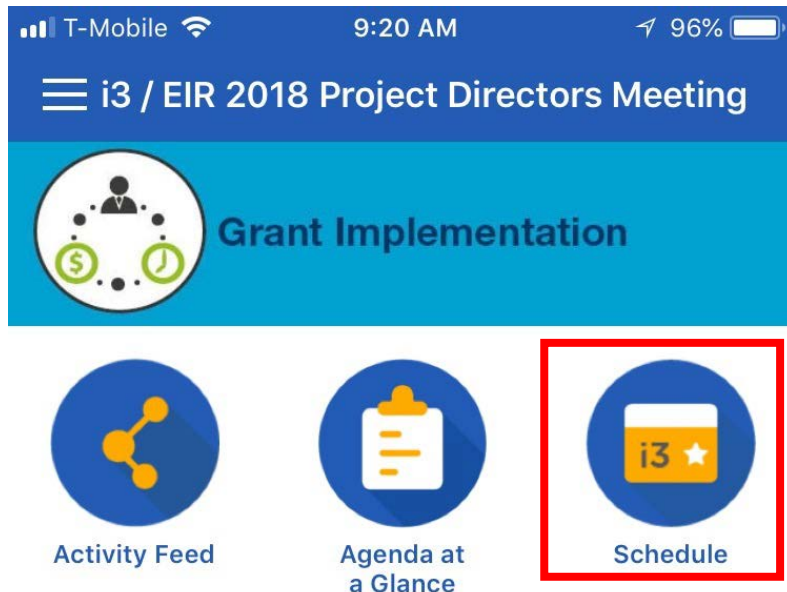 T-Mobile 9:20 AM 96%
i3 / EIR 2018 Project Directors Meeting
$
Grant Implementation
i3
Activity Feed
Agenda at
a Glance
Schedule